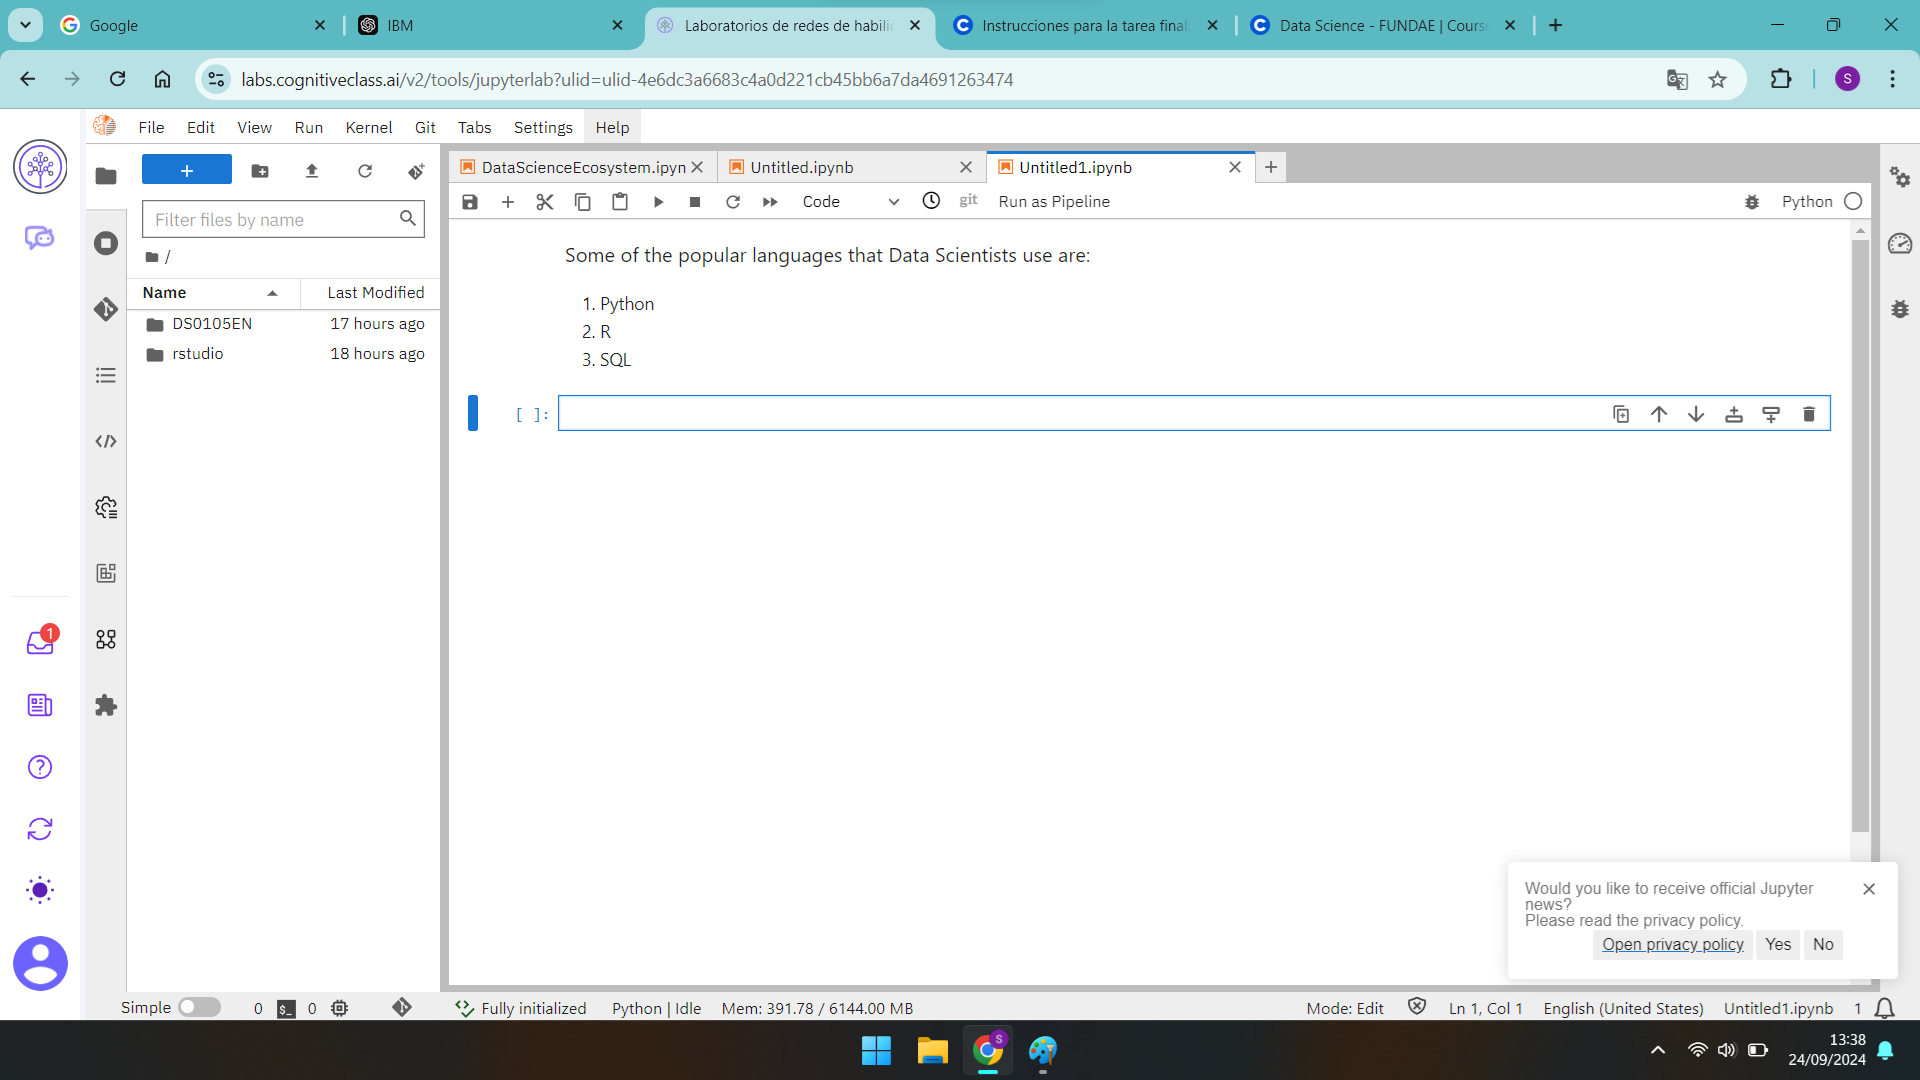 Google
IBM
Laboratorios de redes de habilid
Instrucciones para la tarea final:
Data Science - FUNDAE | Course
labs.cognitiveclass.ai/v2/tools/jupyterlab?ulid=ulid-4e6dc3a6683c4a0d221cb45bb6a7da4691263474
S
File Edit View Run Kernel Git Tabs Settings Help
DataScienceEcosystem.ipyn
Untitled.ipynb
Untitled1.ipynb
Code
git
Run as Pipeline
Python
Filter files by name
/
Name Last Modified
DS0105EN 17 hours ago
rstudio 18 hours ago
Some of the popular languages that Data Scientists use are:
1. Python
2. R
3. SQL
[ ]:
1
Would you like to receive official Jupyter
news?
Please read the privacy policy.
Open privacy policy Yes No
Simple 0 $_ 0 Fully initialized Python | Idle Mem: 391.78 / 6144.00 MB Mode: Edit Ln 1, Col 1 English (United States) Untitled1.ipynb 1
S
13:38
24/09/2024